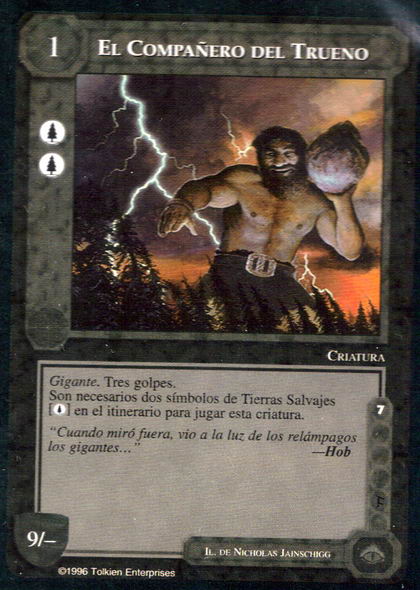 1
EL COMPAÑERO DEL TRUENO
CRIATURA
Gigante. Tres golpes.
Son necesarios dos símbolos de Tierras Salvajes
en el itinerario para jugar esta criatura.
"Cuando miró fuera, vio a la luz de los relámpagos
los gigantes..."
—Hob
7
F
9/–
IL. DE NICHOLAS JAINSCHIGG
©1996 Tolkien Enterprises